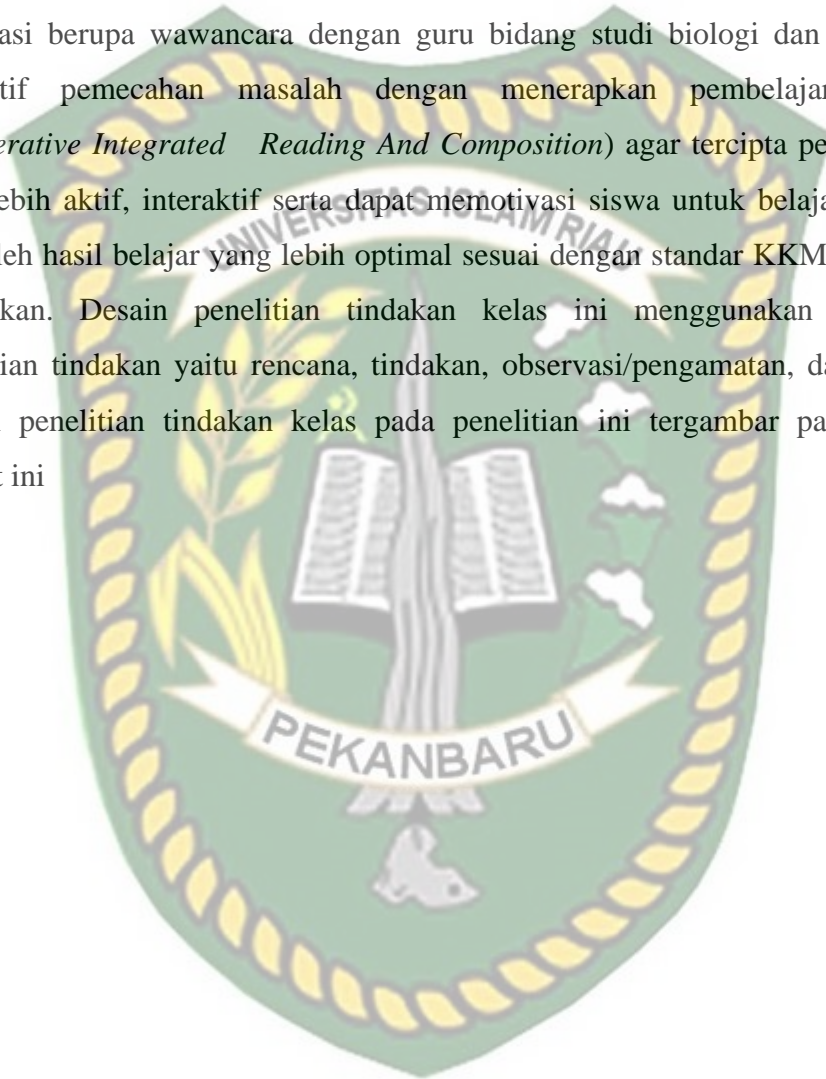 asi berupa wawancara dengan guru bidang studi biologi dan
tif pemecahan masalah dengan menerapkan pembelajar
erative Integrated Reading And Composition) agar tercipta pe
ebih aktif, interaktif serta dapat memotivasi siswa untuk belaja
leh hasil belajar yang lebih optimal sesuai dengan standar KKM
kan. Desain penelitian tindakan kelas ini menggunakan
ian tindakan yaitu rencana, tindakan, observasi/pengamatan, da
penelitian tindakan kelas pada penelitian ini tergambar pa
t ini
UNIVERSITAS ISLAM RIAU
PEKANBARU